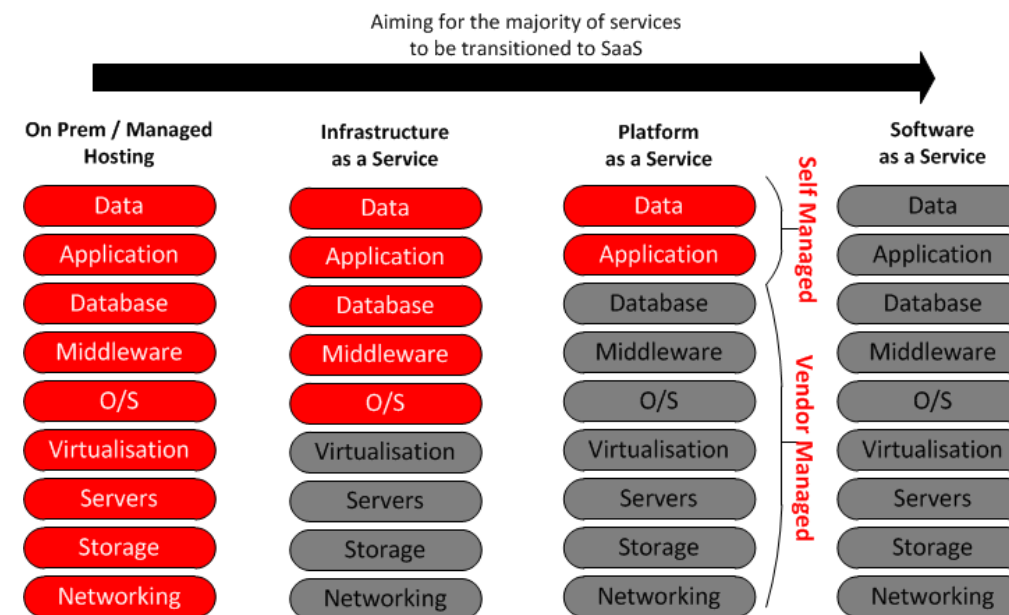 Aiming for the majority of services
to be transitioned to SaaS
On Prem / Managed
Hosting
Data
Application
Database
Middleware
O/S
Virtualisation
Servers
Storage
Networking
Infrastructure
as a Service
Data
Application
Database
Middleware
O/S
Virtualisation
Servers
Storage
Networking
Platform
as a Service
Data
Application
Database
Middleware
O/S
Virtualisation
Servers
Storage
Networking
Self Managed
Vendor Managed
Software
as a Service
Data
Application
Database
Middleware
O/S
Virtualisation
Servers
Storage
Networking